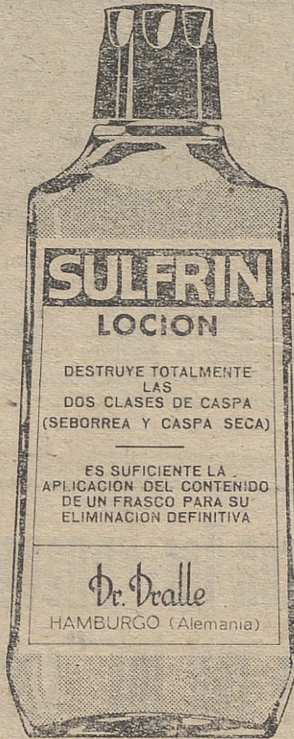 SULFRIN
LOCION
DESTRUYE TOTALMENTE
LAS
DOS CLASES DE CASPA
(SEBORREA Y CASPA SECA)
ES SUFICIENTE LA
APLICACION DEL CONTENIDO
DE UN FRASCO PARA SU
ELIMINACION DEFINITIVA
Dr. Dralle
HAMBURGO (Alemania)